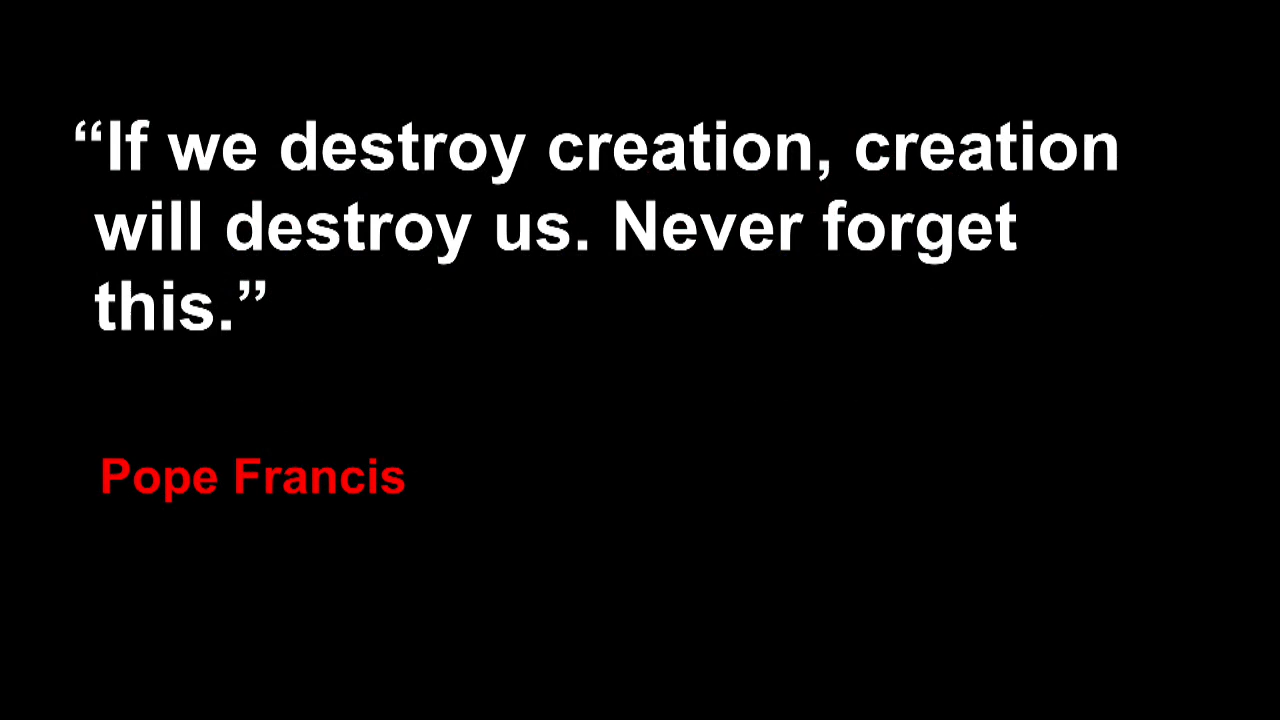 “If we destroy creation, creation
will destroy us. Never forget
this.”
Pope Francis